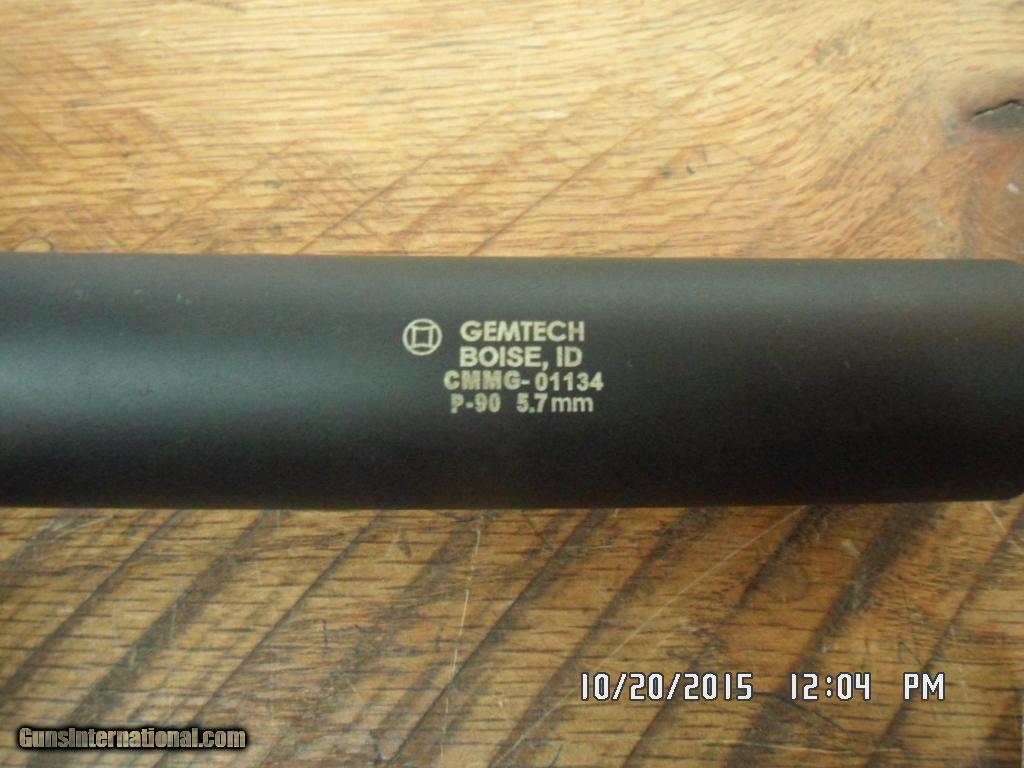 GEMTECH
BOISE, ID
CMMG-01134
P-90 5.7mm
10/20/2015 12:04 PM
GunsInternational.com